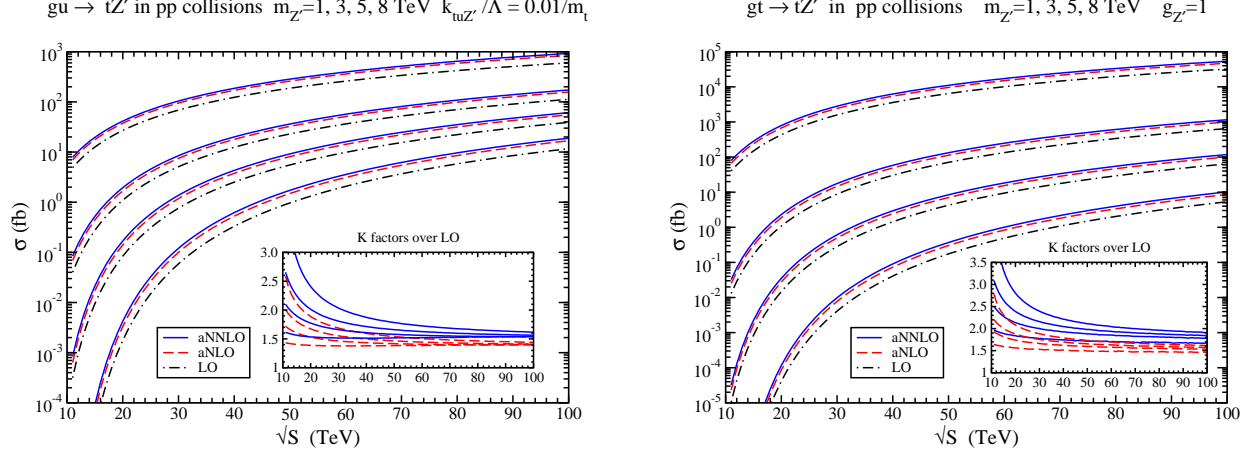 gu → tZ′ in pp collisions m_Z′=1, 3, 5, 8 TeV k_tuZ′/Λ = 0.01/m_t
10^3
10^2
10^1
10^0
10^-1
10^-2
10^-3
10^-4
σ (fb)
K factors over LO
3.0
2.5
2.0
1.5
1
10 20 30 40 50 60 70 80 90 100
aNNLO
aNLO
LO
10 20 30 40 50 60 70 80 90 100
√S (TeV)
gt → tZ′ in pp collisions m_Z′=1, 3, 5, 8 TeV g_Z′=1
10^5
10^4
10^3
10^2
10^1
10^0
10^-1
10^-2
10^-3
10^-4
10^-5
σ (fb)
K factors over LO
3.5
3.0
2.5
2.0
1.5
1
10 20 30 40 50 60 70 80 90 100
aNNLO
aNLO
LO
10 20 30 40 50 60 70 80 90 100
√S (TeV)